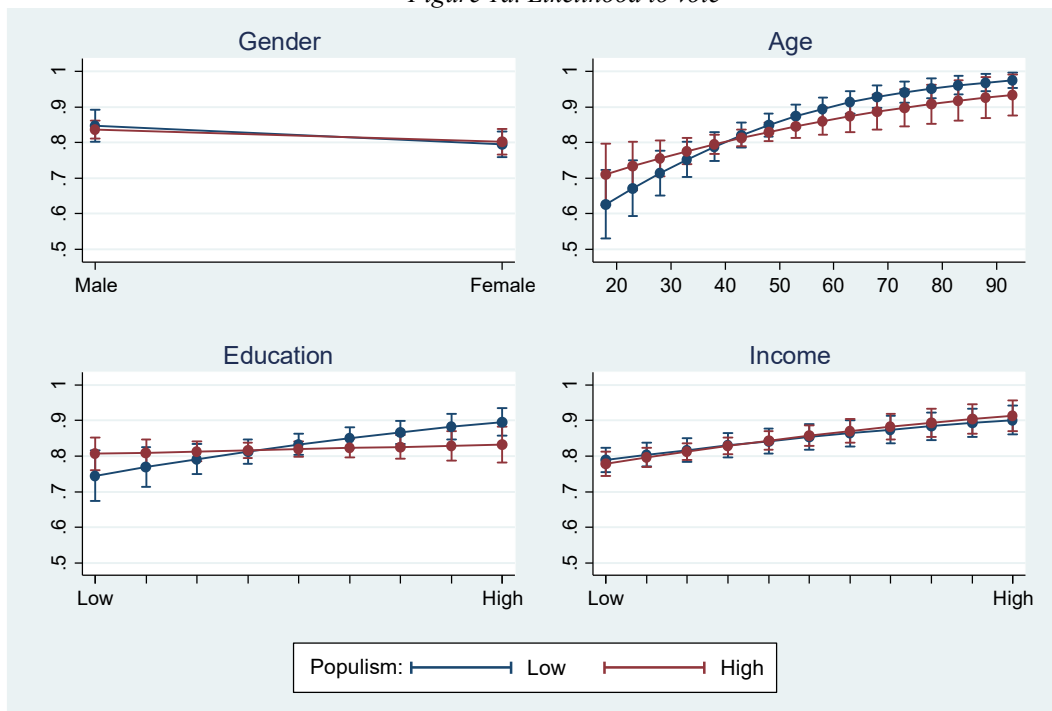 Figure 1a: Likelihood to Vote
Gender Age
1 .9 .8 .7 .6 .5
Male Female
1 .9 .8 .7 .6 .5
20 30 40 50 60 70 80 90
Education Income
1 .9 .8 .7 .6 .5
Low High
1 .9 .8 .7 .6 .5
Low High
Populism: Low High